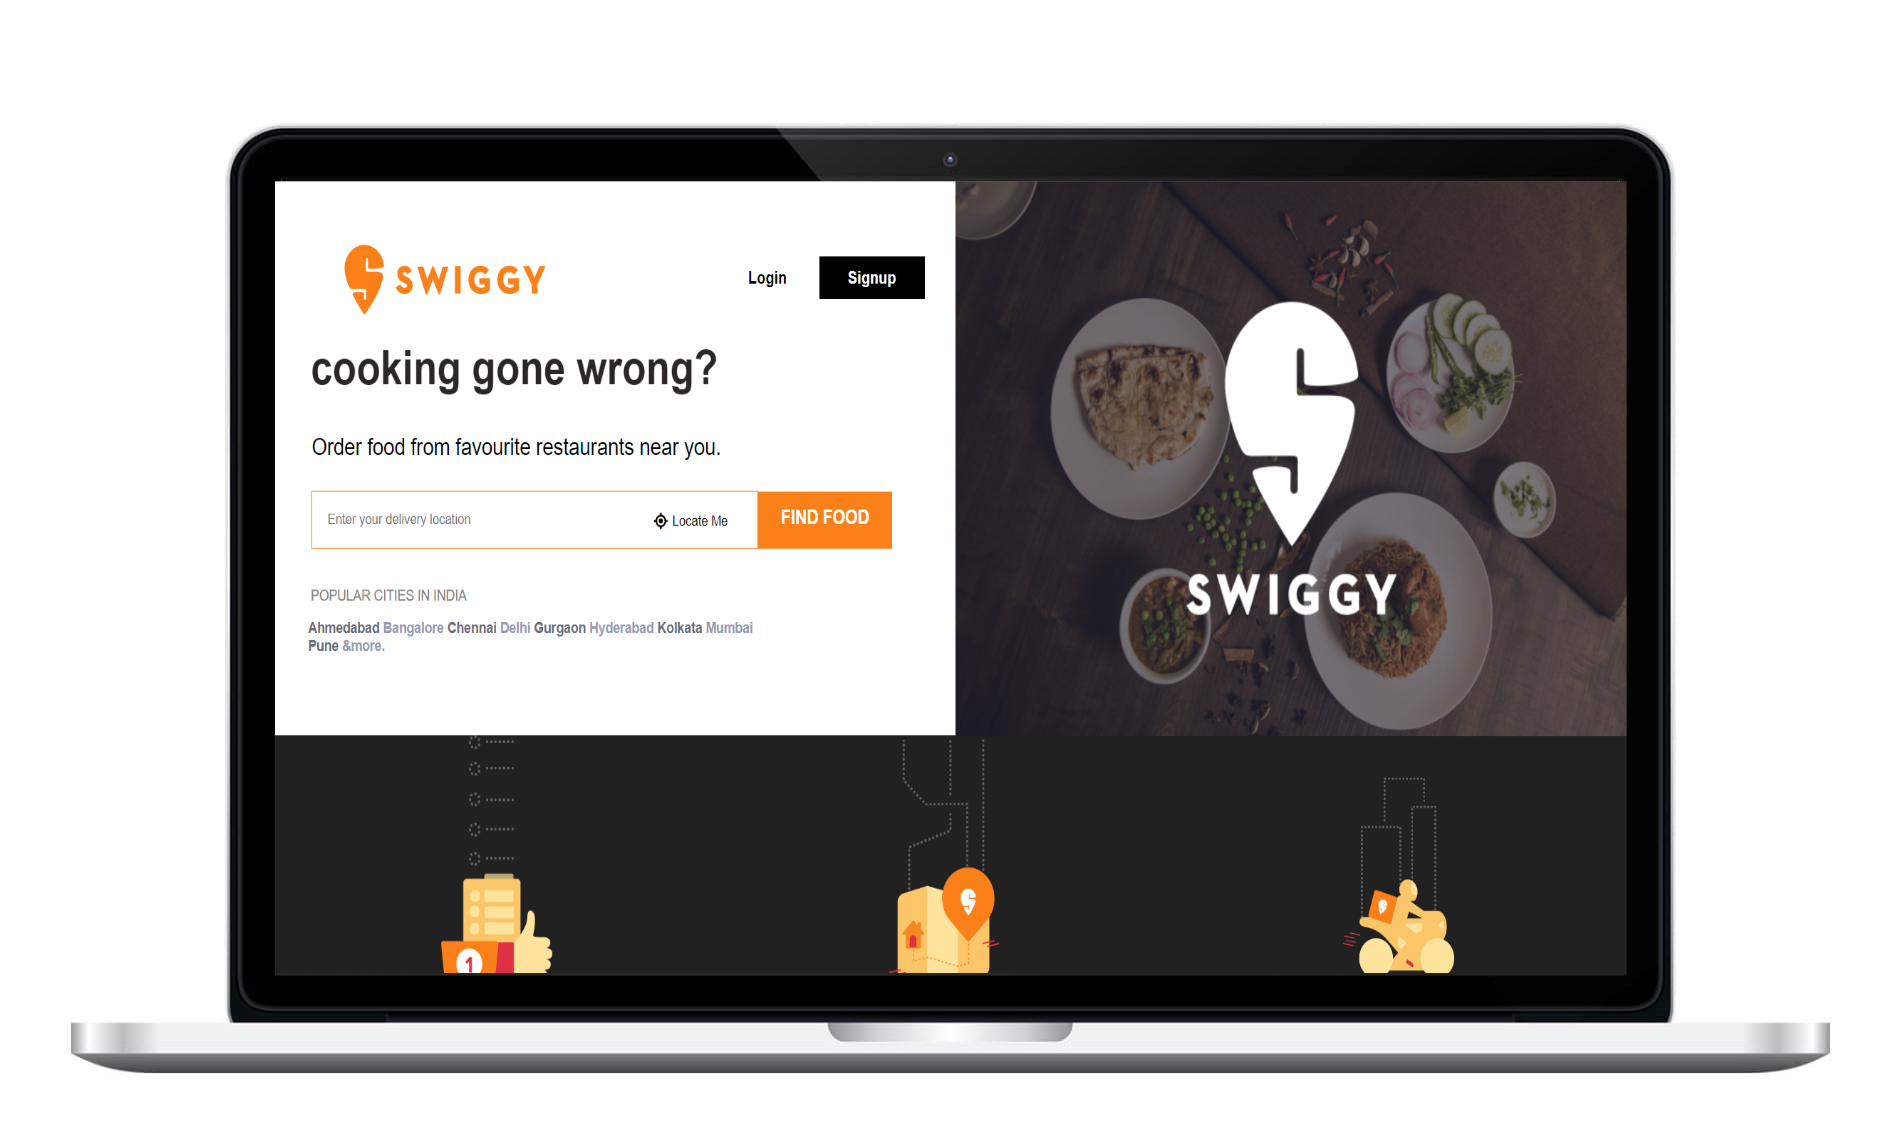 SWIGGY
Login
Signup
cooking gone wrong?
Order food from favourite restaurants near you.
Enter your delivery location
Locate Me
FIND FOOD
POPULAR CITIES IN INDIA
Ahmedabad Bangalore Chennai Delhi Gurgaon Hyderabad Kolkata Mumbai
Pune &more.
SWIGGY
1